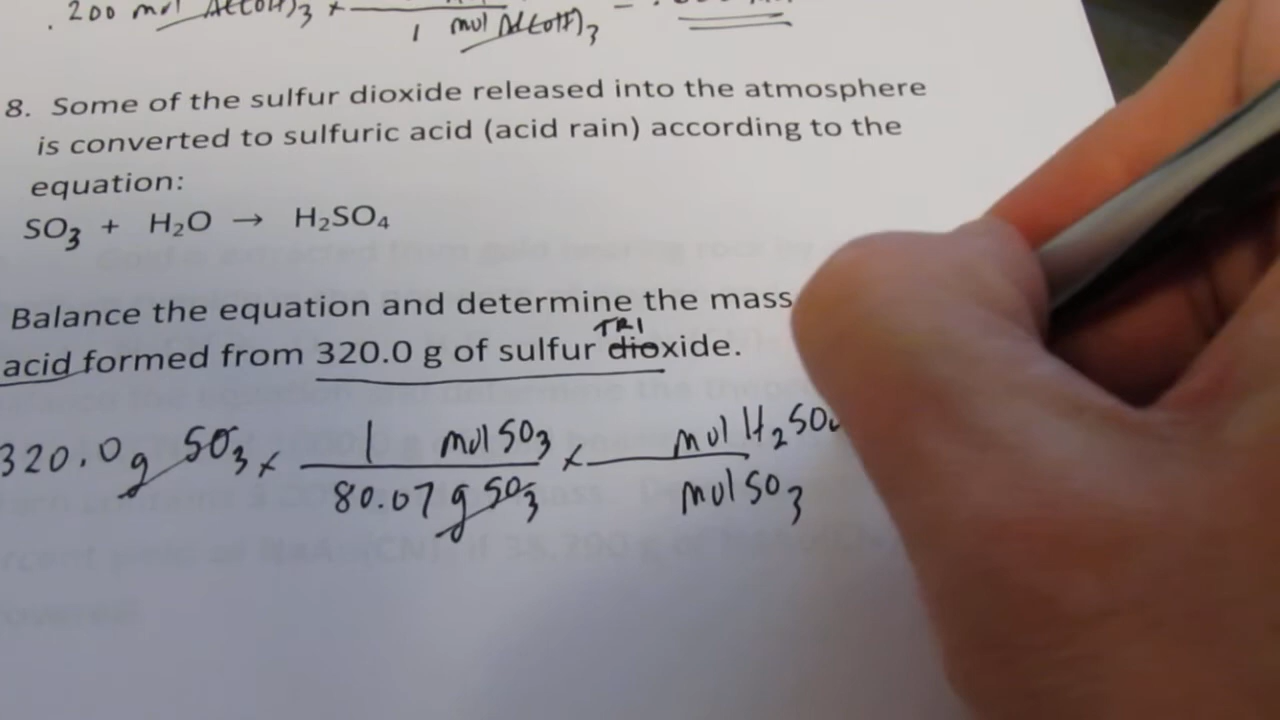 . 200 mol Al(OH)3 x
1 mol Al(OH)3
8. Some of the sulfur dioxide released into the atmosphere
is converted to sulfuric acid (acid rain) according to the
equation:
SO3 + H₂O → H₂SO₄
Balance the equation and determine the mass
TRI
acid formed from 320.0 g of sulfur dioxide.
320.0 g SO3 x 1 mol SO3 x mol H2SO4
80.07 g SO3 mol SO3